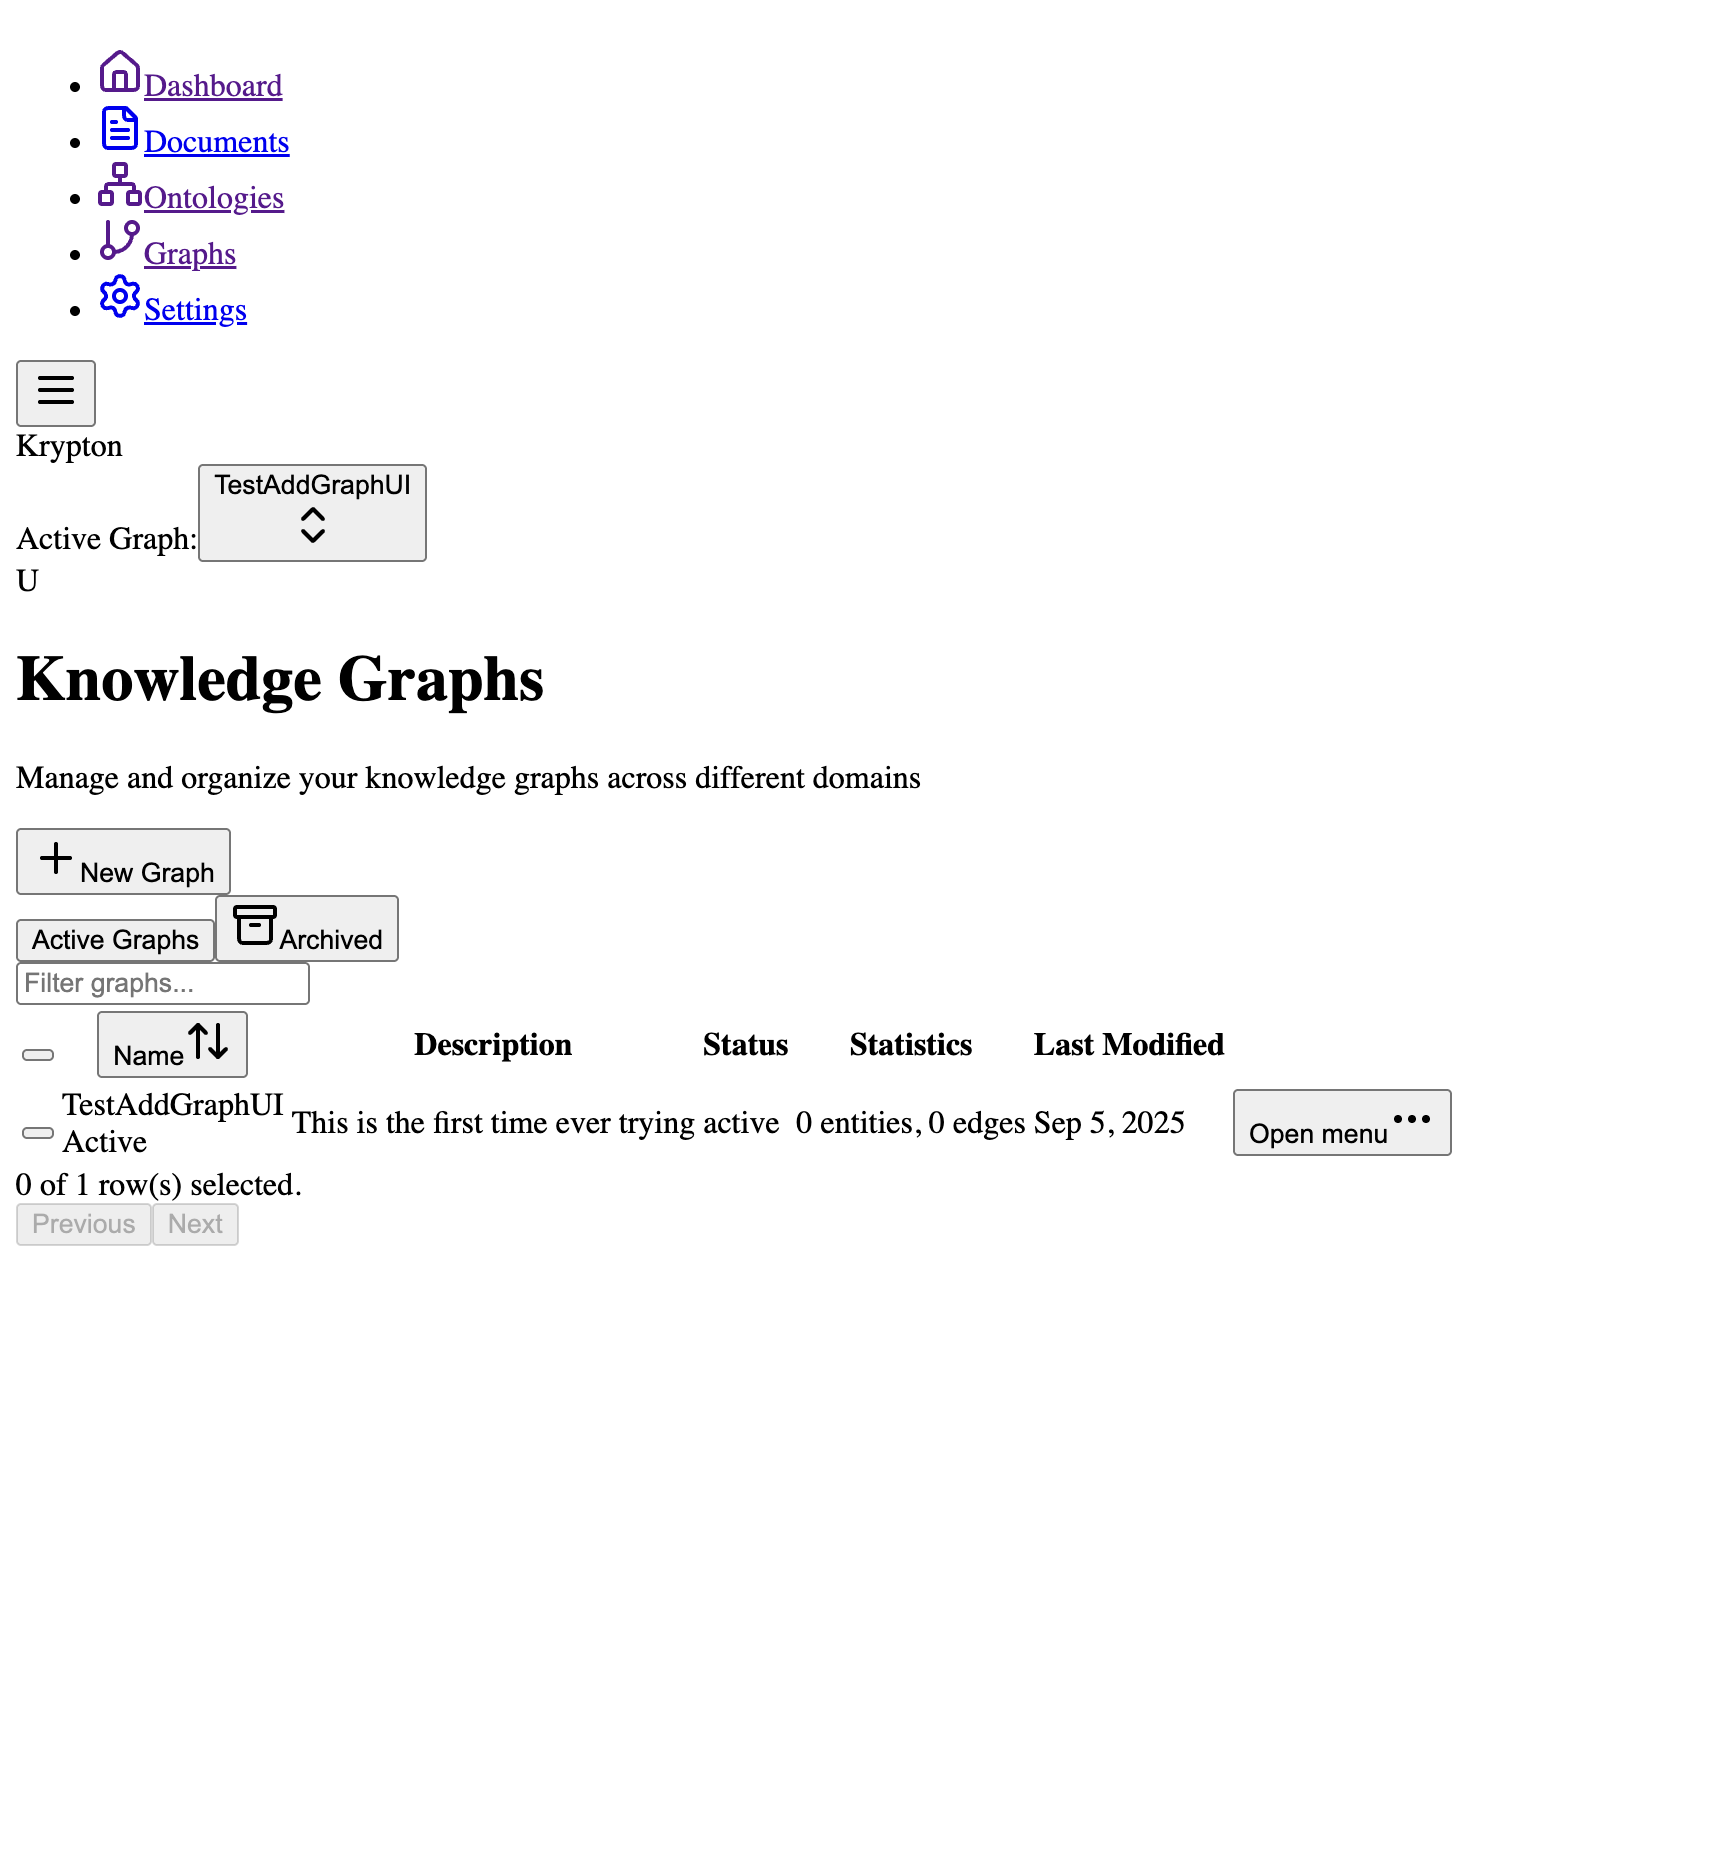 Dashboard
Documents
Ontologies
Graphs
Settings
Krypton
Active Graph: TestAddGraphUI
U
Knowledge Graphs
Manage and organize your knowledge graphs across different domains
New Graph
Active Graphs Archived
Filter graphs...
Name Description Status Statistics Last Modified
TestAddGraphUI
Active This is the first time ever trying active 0 entities, 0 edges Sep 5, 2025 Open menu
0 of 1 row(s) selected.
Previous Next